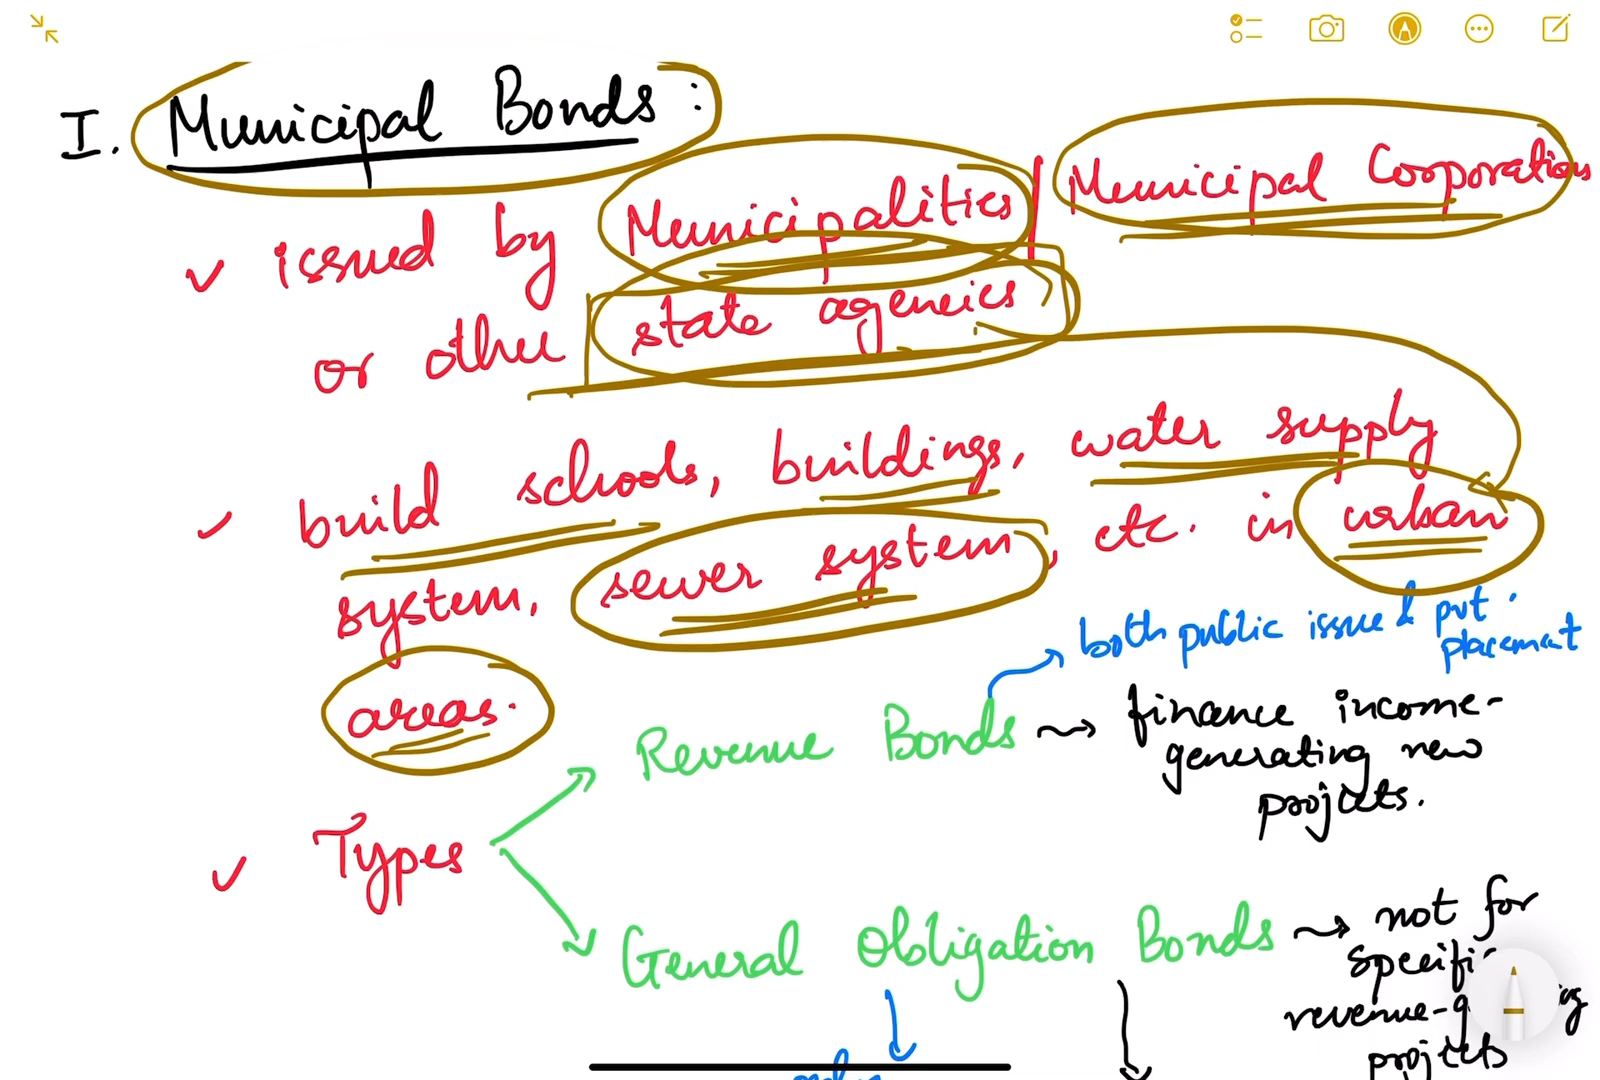 I. Municipal Bonds:
✓ issued by Municipalities / Municipal Corporations
or other state agencies
✓ build schools, buildings, water supply
system, sewer system, etc. in urban
areas.
both public issue & pvt.
placement
Revenue Bonds ⇝ finance income-
generating new
projects.
✓ Types
General Obligation Bonds ⇝ not for
projects